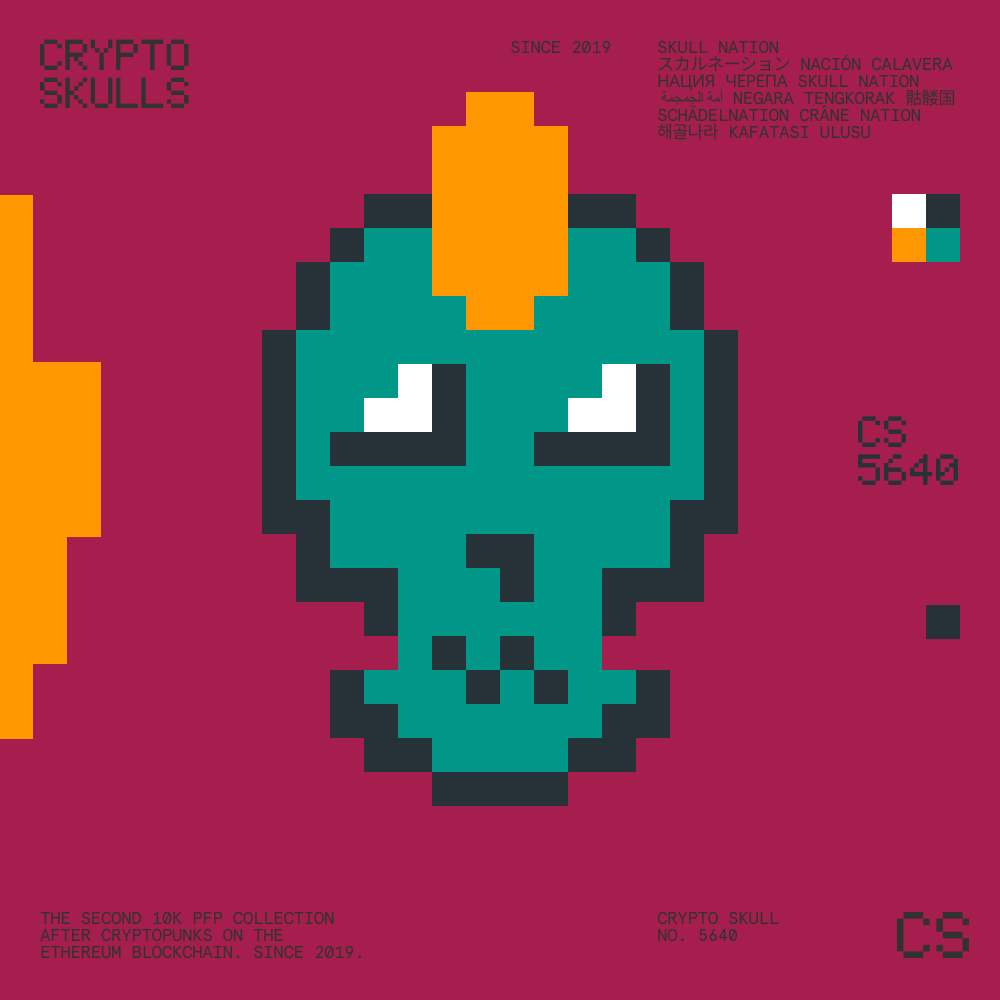 CRYPTO
SKULLS
SINCE 2019
SKULL NATION
スカルネーション NACIÓN CALAVERA
НАЦИЯ ЧЕРЕПА SKULL NATION
أمة الجمجمة NEGARA TENGKORAK 骷髅国
SCHÄDELNATION CRÂNE NATION
해골나라 KAFATASI ULUSU
CS
5640
THE SECOND 10K PFP COLLECTION
AFTER CRYPTOPUNKS ON THE
ETHEREUM BLOCKCHAIN. SINCE 2019.
CRYPTO SKULL
NO. 5640
CS